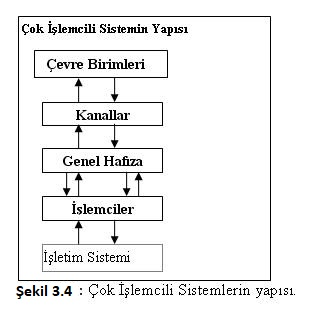 Çok İşlemcili Sistemin Yapısı
Çevre Birimleri
Kanallar
Genel Hafıza
İşlemciler
İşletim Sistemi
Şekil 3.4 : Çok İşlemcili Sistemlerin yapısı.